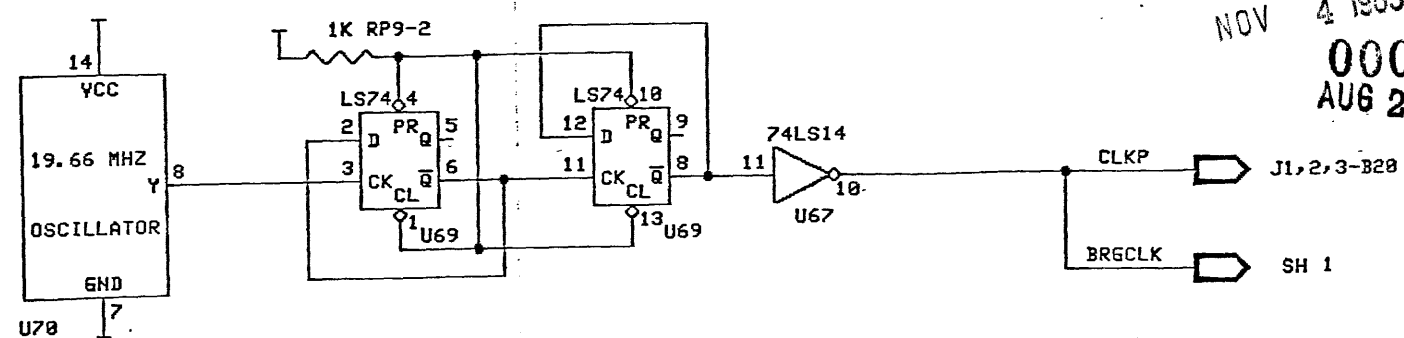 NOV 4
000
AUG 2
1K RP9-2
14
VCC
19.66 MHZ
8
Y
OSCILLATOR
GND
7
U70
LS74
4
2
D
PR
Q
5
3
CK
CL
Q̅
6
1
U69
LS74
10
12
D
PR
Q
9
11
CK
CL
Q̅
8
13
U69
74LS14
11
10
U67
CLKP
J1,2,3-B20
BRGCLK
SH 1